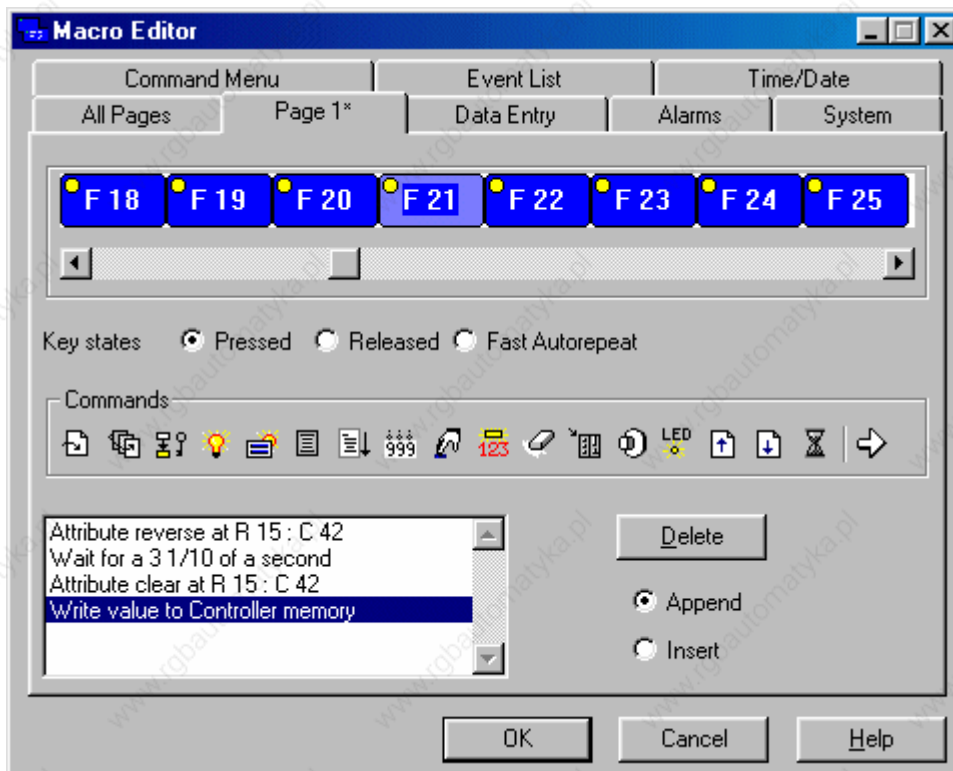 Macro Editor
Command Menu Event List Time/Date
All Pages Page 1* Data Entry Alarms System
F 18 F 19 F 20 F 21 F 22 F 23 F 24 F 25
Key states Pressed Released Fast Autorepeat
Commands
999 123 LED
Attribute reverse at R 15 : C 42
Wait for a 3 1/10 of a second
Attribute clear at R 15 : C 42
Write value to Controller memory
Delete
Append
Insert
OK Cancel Help
www.rgbautomatyka.pl